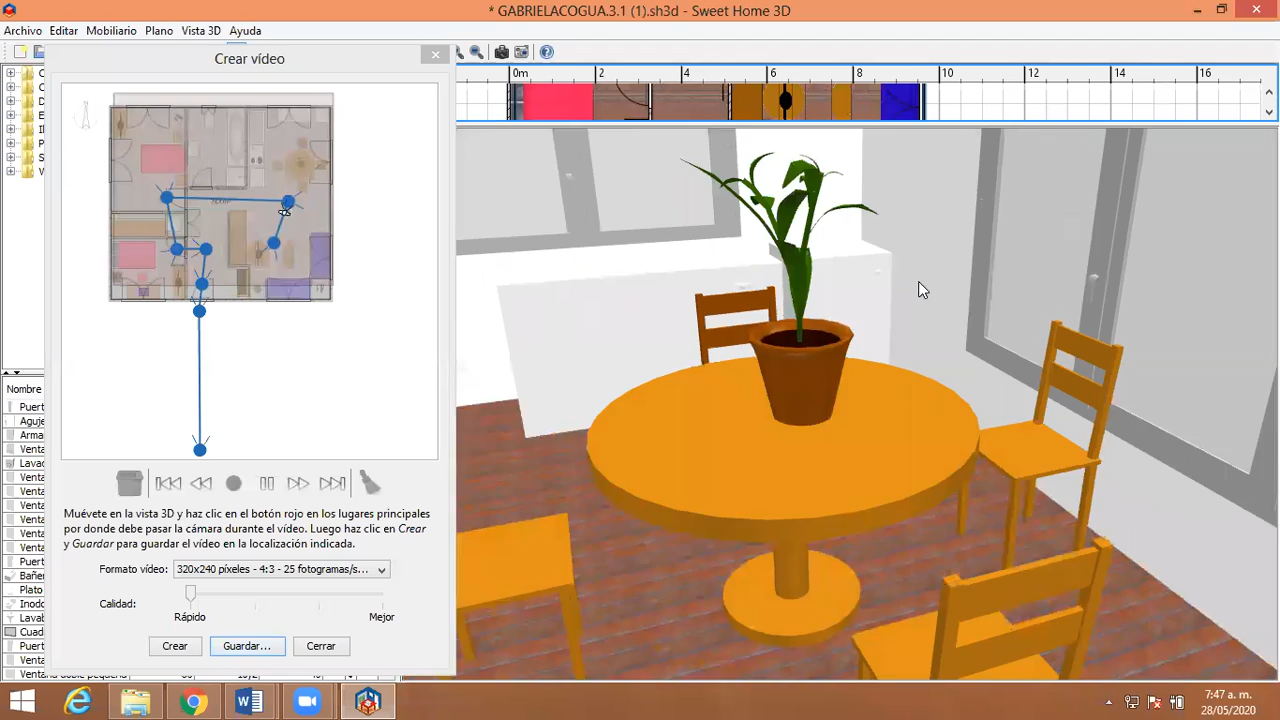 * GABRIELACOGUA.3.1 (1).sh3d - Sweet Home 3D
Archivo Editar Mobiliario Plano Vista 3D Ayuda
Crear vídeo
0m 2 4 6 8 10 12 14 16
Nombre
Puert
Aguje
Arma
Venta
Lavac
Venta
Venta
Venta
Venta
Venta
Venta
Puert
Bañer
Plato
Inodo
Lavab
Cuad
Puert
Venta
Muévete en la vista 3D y haz clic en el botón rojo en los lugares principales
por donde debe pasar la cámara durante el vídeo. Luego haz clic en Crear
y Guardar para guardar el vídeo en la localización indicada.
Formato vídeo: 320x240 píxeles - 4:3 - 25 fotogramas/s...
Calidad:
Rápido Mejor
Crear Guardar... Cerrar
7:47 a. m.
28/05/2020